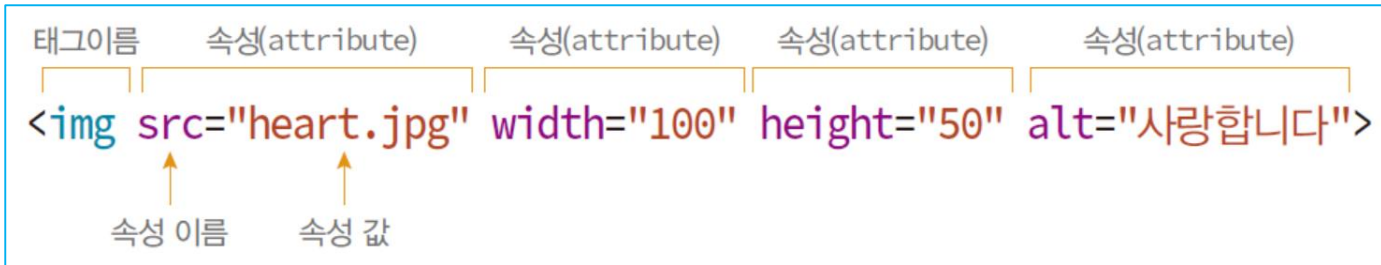 태그이름 속성(attribute) 속성(attribute) 속성(attribute) 속성(attribute)
<img src="heart.jpg" width="100" height="50" alt="사랑합니다">
속성 이름 속성 값